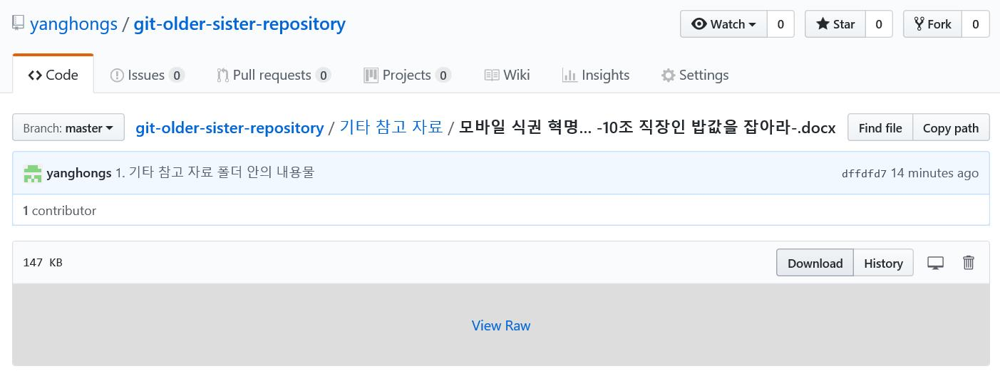 yanghongs / git-older-sister-repository Watch 0 Star 0 Fork 0
Code Issues 0 Pull requests 0 Projects 0 Wiki Insights Settings
Branch: master git-older-sister-repository / 기타 참고 자료 / 모바일 식권 혁명... -10조 직장인 밥값을 잡아라-.docx Find file Copy path
yanghongs 1. 기타 참고 자료 폴더 안의 내용물 dffdfd7 14 minutes ago
1 contributor
147 KB Download History
View Raw